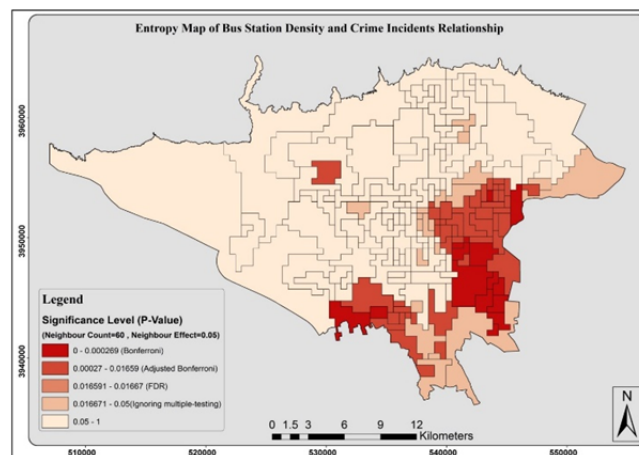 Entropy Map of Bus Station Density and Crime Incidents Relationship
3960000
3950000
3940000
Legend
Significance Level (P-Value)
(Neighbour Count=60 , Neighbour Effect=0.05)
0 - 0.000269 (Bonferroni)
0.00027 - 0.01659 (Adjusted Bonferroni)
0.016591 - 0.01667 (FDR)
0.016671 - 0.05(Ignoring multiple-testing)
0.05 - 1
0 1.5 3 6 9 12
Kilometers
N
510000 520000 530000 540000 550000